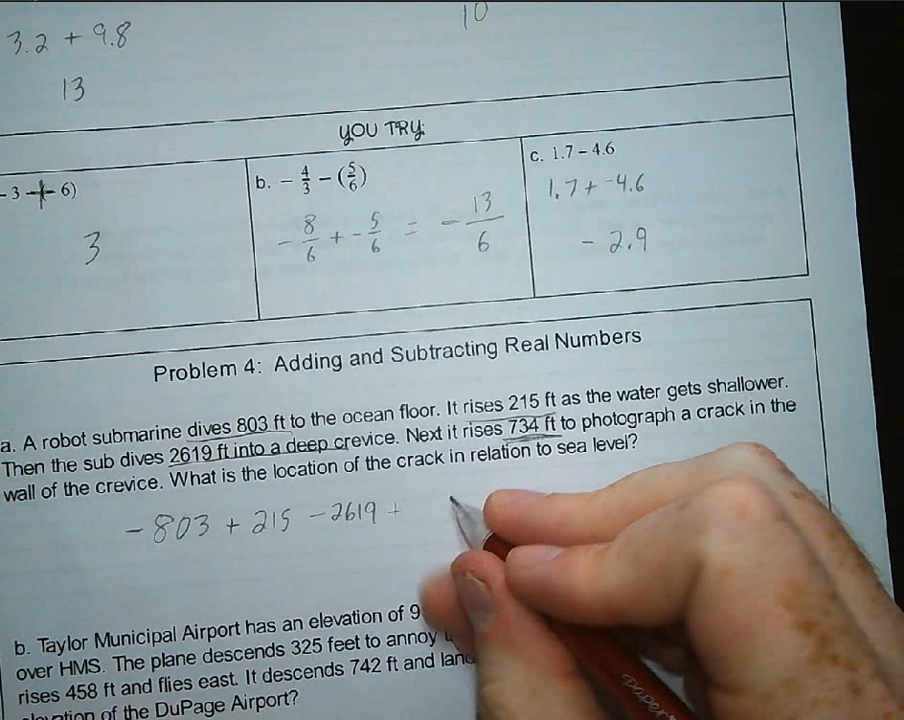 3.2 + 9.8
10
13
YOU TRY:
-3 - (- 6)
b. - 4/3 - (5/6)
c. 1.7 - 4.6
3
- 8/6 + - 5/6 = - 13/6
1.7 + -4.6
- 2.9
Problem 4: Adding and Subtracting Real Numbers
a. A robot submarine dives 803 ft to the ocean floor. It rises 215 ft as the water gets shallower.
Then the sub dives 2619 ft into a deep crevice. Next it rises 734 ft to photograph a crack in the
wall of the crevice. What is the location of the crack in relation to sea level?
- 803 + 215 - 2619 +
b. Taylor Municipal Airport has an elevation of 9
over HMS. The plane descends 325 feet to annoy
rises 458 ft and flies east. It descends 742 ft and land
elevation of the DuPage Airport?
paper